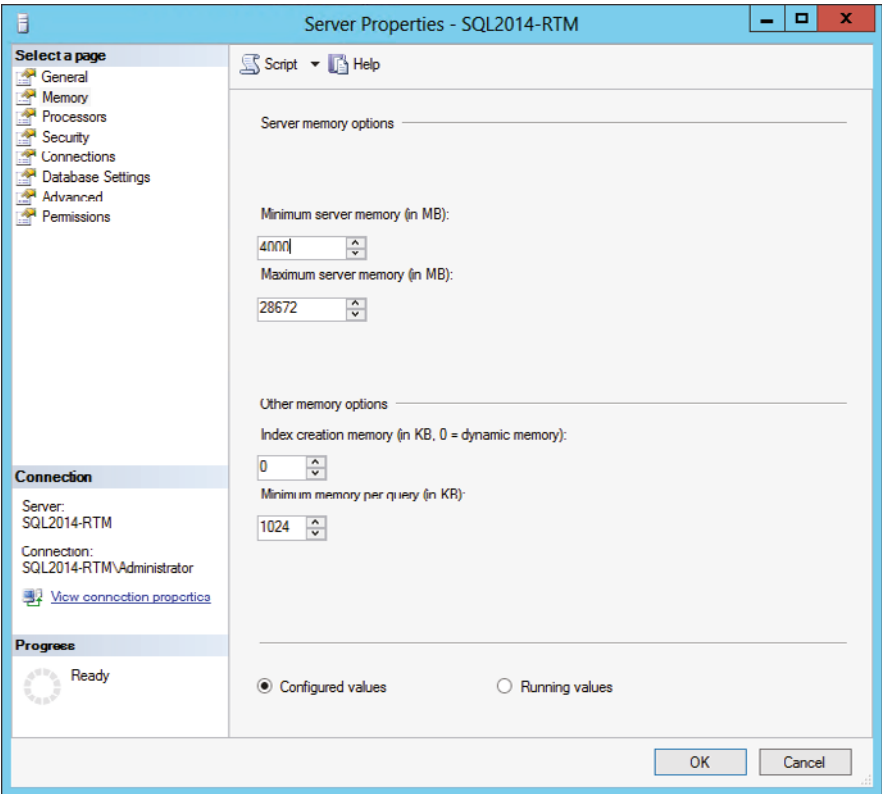 Server Properties - SQL2014-RTM
Select a page
General
Memory
Processors
Security
Connections
Database Settings
Advanced
Permissions
Script
Help
Server memory options
Minimum server memory (in MB):
4000
Maximum server memory (in MB):
28672
Other memory options
Index creation memory (in KB, 0 = dynamic memory):
0
Minimum memory per query (in KB):
1024
Connection
Server:
SQL2014-RTM
Connection:
SQL2014-RTM\Administrator
View connection properties
Progress
Ready
Configured values
Running values
OK
Cancel